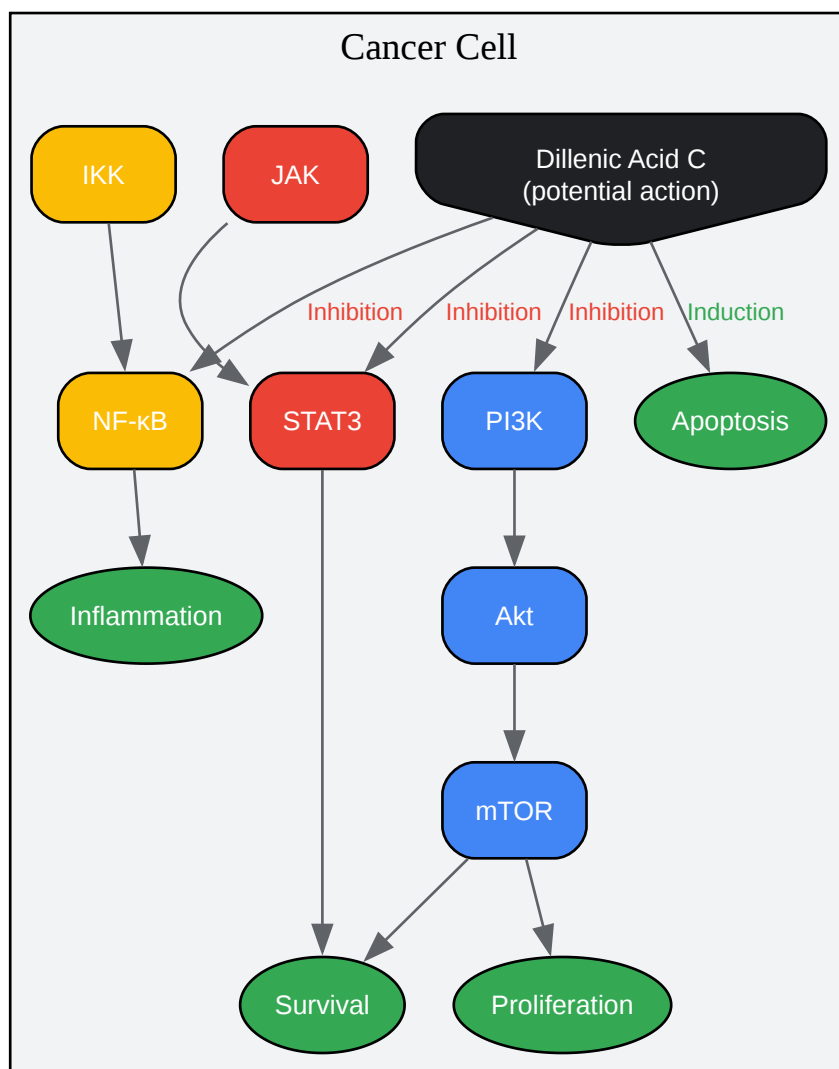 Cancer Cell
IKK
JAK
Dillenic Acid C
(potential action)
Inhibition
Inhibition
Inhibition
Induction
NF-κB
STAT3
PI3K
Apoptosis
Inflammation
Akt
mTOR
Survival
Proliferation